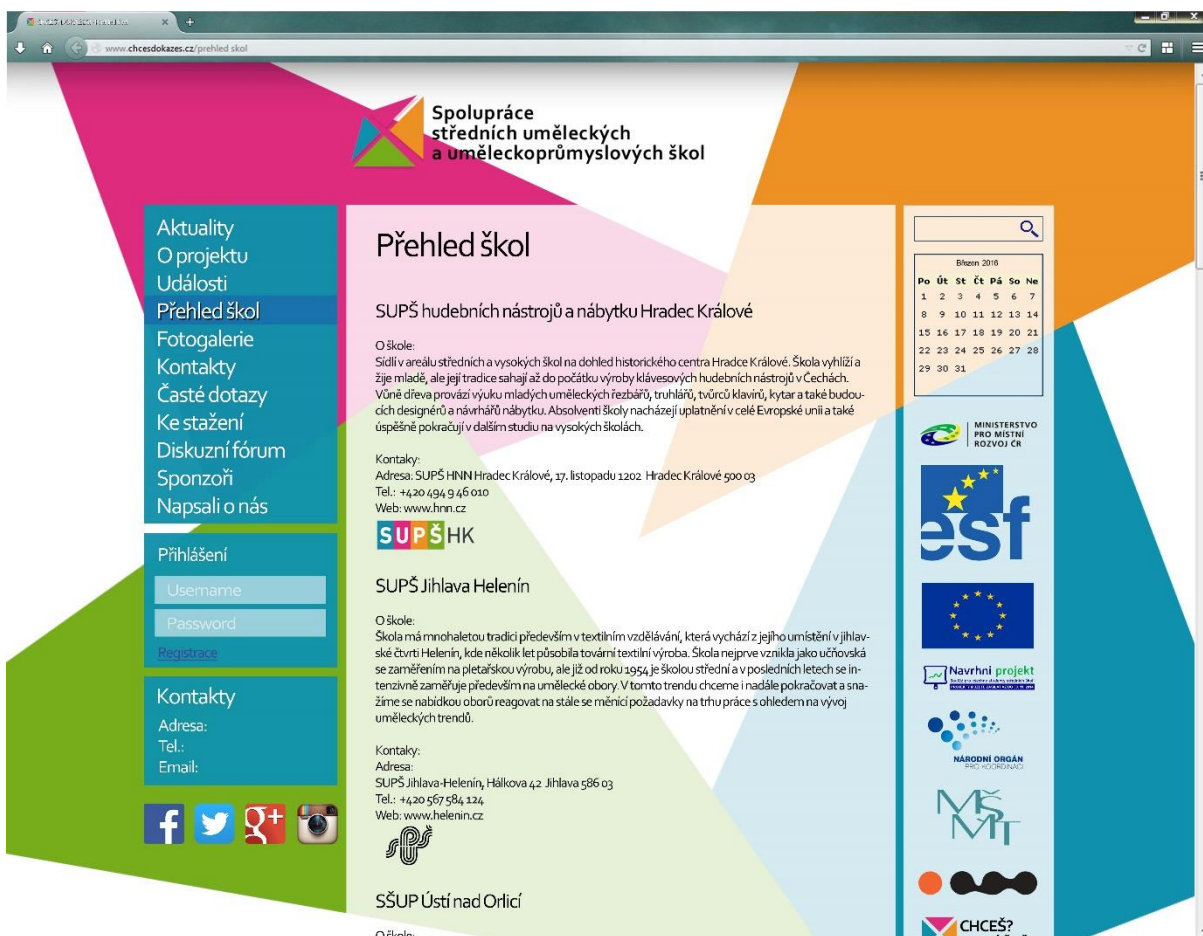 www.chcesdokazes.cz/prehled skol
Spolupráce
středních uměleckých
a uměleckoprůmyslových škol
Aktuality
O projektu
Události
Přehled škol
Fotogalerie
Kontakty
Časté dotazy
Ke stažení
Diskuzní fórum
Sponzoři
Napsali o nás
Přihlášení
Username
Password
Registrace
Kontakty
Adresa:
Tel.:
Email:
Přehled škol
SUPŠ hudebních nástrojů a nábytku Hradec Králové
O škole:
Sídlí v areálu středních a vysokých škol na dohled historického centra Hradce Králové. Škola vyhlíží a
žije mladě, ale její tradice sahají až do počátku výroby klávesových hudebních nástrojů v Čechách.
Vůně dřeva provází výuku mladých uměleckých řezbářů, truhlářů, tvůrců klavírů, kytar a také budou-
cích designérů a návrhářů nábytku. Absolventi školy nacházejí uplatnění v celé Evropské unii a také
úspěšně pokračují v dalším studiu na vysokých školách.
Kontaky:
Adresa: SUPŠ HNN Hradec Králové, 17. listopadu 1202 Hradec Králové 500 03
Tel.: +420 494 9 46 010
Web: www.hnn.cz
SUPŠHK
SUPŠ Jihlava Helenín
O škole:
Škola má mnohaletou tradici především v textilním vzdělávání, která vychází z jejího umístění v jihlav-
ské čtvrti Helenín, kde několik let působila tovární textilní výroba. Škola nejprve vznikla jako učňovská
se zaměřením na pletařskou výrobu, ale již od roku 1954 je školou střední a v posledních letech se in-
tenzivně zaměřuje především na umělecké obory. V tomto trendu chceme i nadále pokračovat a sna-
žíme se nabídkou oborů reagovat na stále se měnící požadavky na trhu práce s ohledem na vývoj
uměleckých trendů.
Kontaky:
Adresa:
SUPŠ Jihlava-Helenín, Hálkova 42 Jihlava 586 03
Tel.: +420 567 584 124
Web: www.helenin.cz
SŠUP Ústí nad Orlicí
O škole:
Březen 2016
Po Út St Čt Pá So Ne
1 2 3 4 5 6 7
8 9 10 11 12 13 14
15 16 17 18 19 20 21
22 23 24 25 26 27 28
29 30 31
MINISTERSTVO
PRO MÍSTNÍ
ROZVOJ ČR
esf
Navrhni projekt
NÁRODNÍ ORGÁN
PRO KOORDINACI
MŠMT
CHCEŠ?